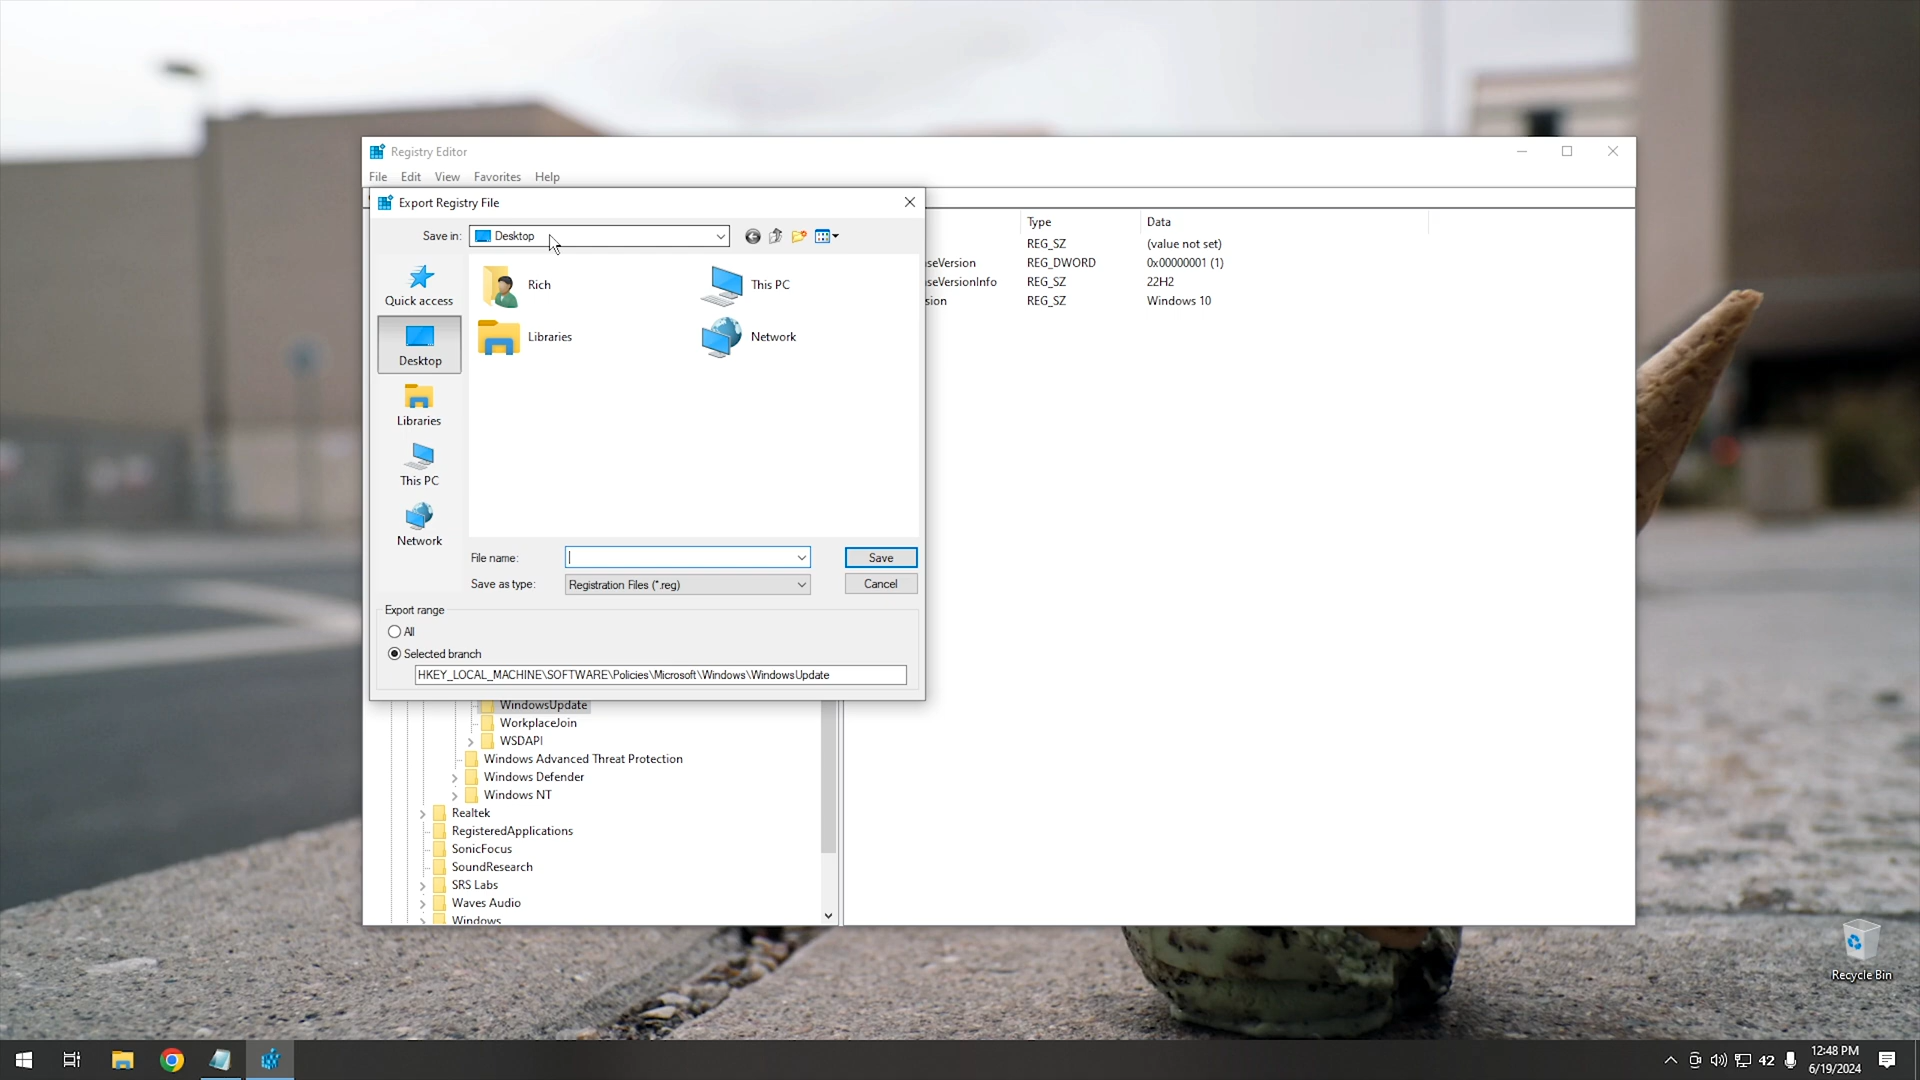 Registry Editor
File Edit View Favorites Help
Export Registry File
Save in: Desktop
Quick access
Desktop
Libraries
This PC
Network
Rich
This PC
Libraries
Network
File name:
Save
Save as type: Registration Files (*.reg)
Cancel
Export range
All
Selected branch
HKEY_LOCAL_MACHINE\SOFTWARE\Policies\Microsoft\Windows\WindowsUpdate
Type Data
REG_SZ (value not set)
seVersion REG_DWORD 0x00000001 (1)
seVersionInfo REG_SZ 22H2
sion REG_SZ Windows 10
WindowsUpdate
WorkplaceJoin
WSDAPI
Windows Advanced Threat Protection
Windows Defender
Windows NT
Realtek
RegisteredApplications
SonicFocus
SoundResearch
SRS Labs
Waves Audio
Windows
Recycle Bin
42
12:48 PM
6/19/2024